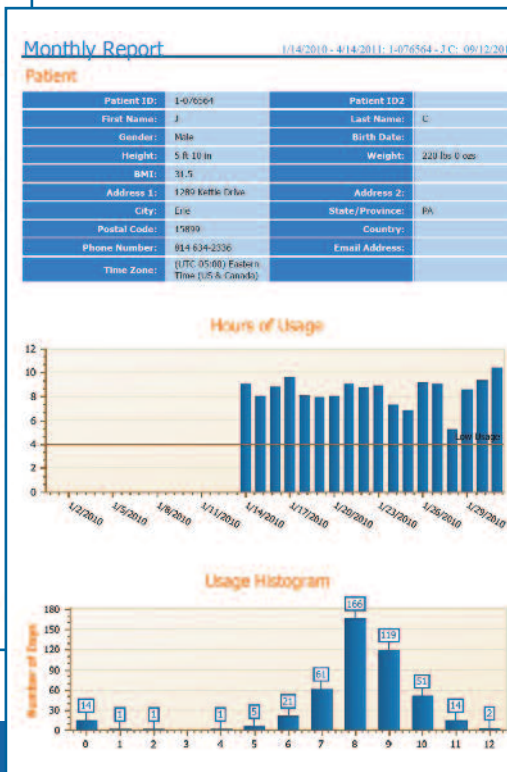 Monthly Report 1/14/2010 - 4/14/2011: 1-076564 - J C: 09/12/201
Patient
Patient ID: 1-076564 Patient ID2
First Name: J Last Name: C
Gender: Male Birth Date:
Height: 5 ft 10 in Weight: 220 lbs 0 ozs
BMI: 31.5
Address 1: 1289 Kettle Drive Address 2:
City: Erie State/Province: PA
Postal Code: 15899 Country:
Phone Number: 814 634-2336 Email Address:
Time Zone: (UTC 05:00) Eastern
Time (US & Canada)
Hours of Usage
12
10
8
6
4
2
0
Low Usage
1/2/2010 1/5/2010 1/8/2010 1/11/2010 1/14/2010 1/17/2010 1/20/2010 1/23/2010 1/26/2010 1/29/2010
Usage Histogram
Number of Days
180
150
120
90
60
30
0
14 1 1 1 5 21 61 166 119 51 14 2
0 1 2 3 4 5 6 7 8 9 10 11 12